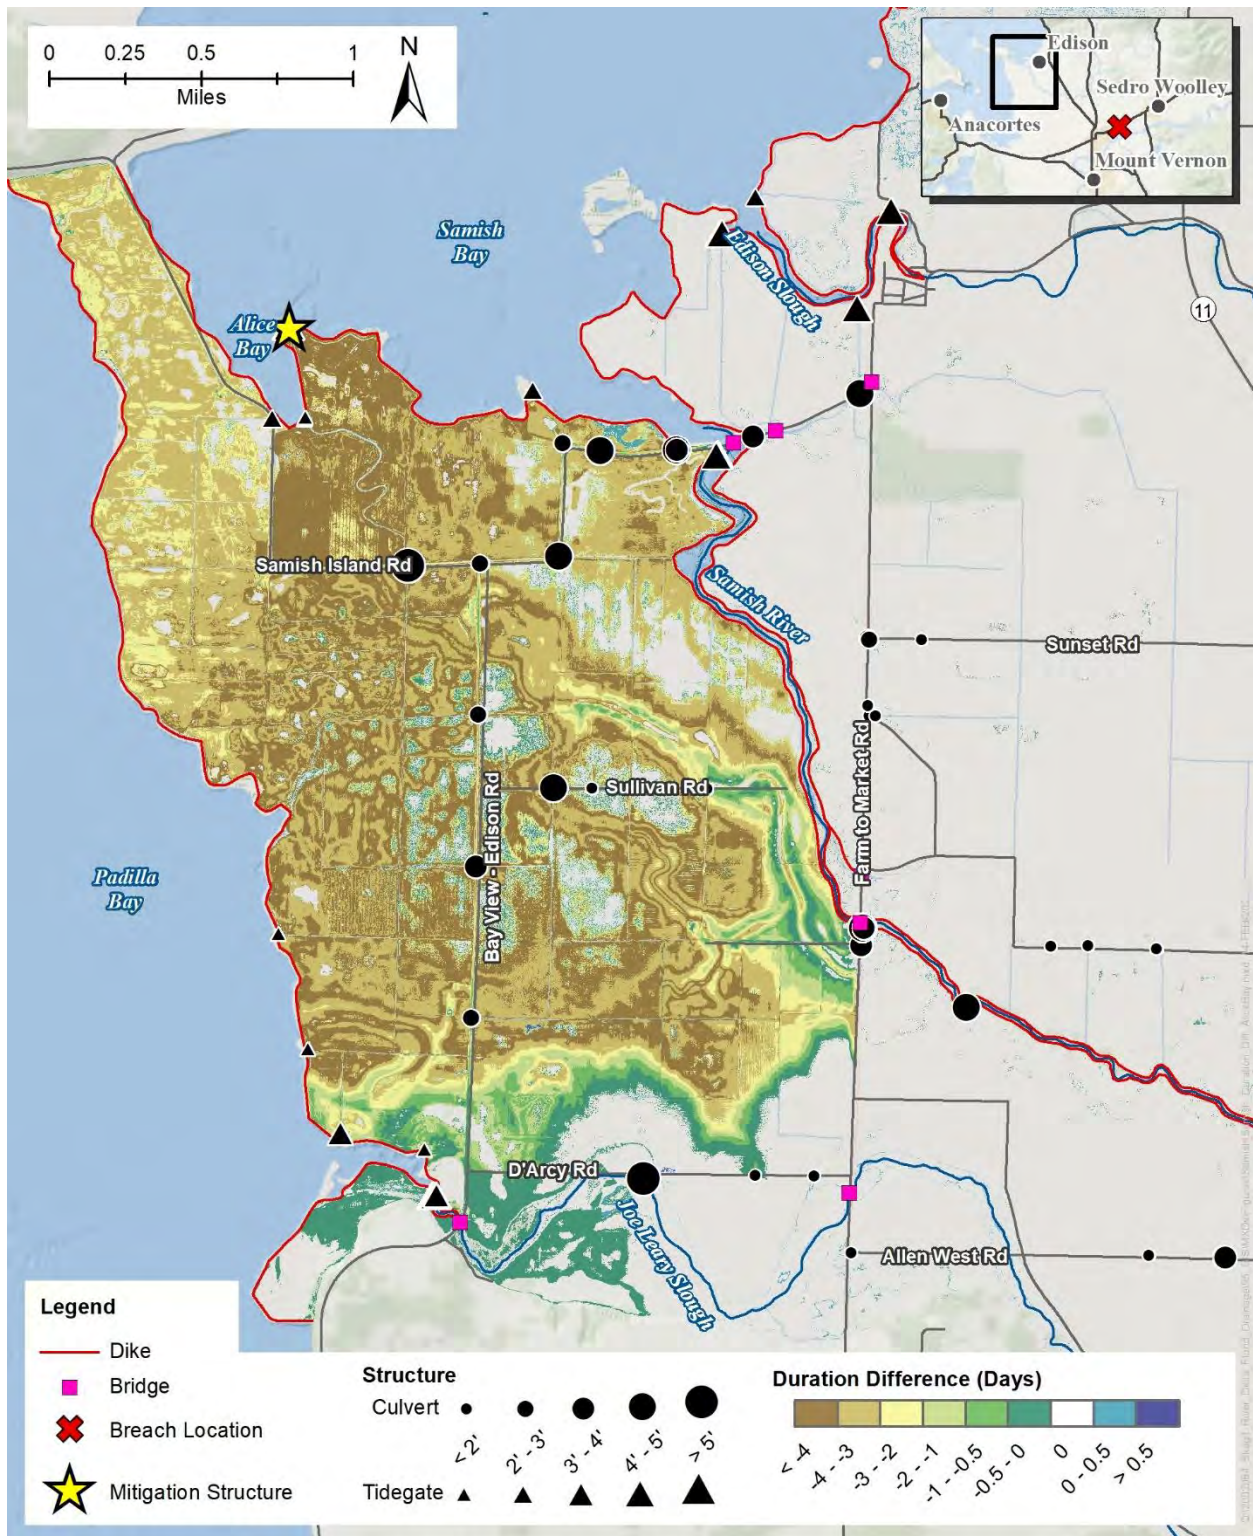 0 0.25 0.5 1
Miles
N
Edison
Sedro Woolley
Anacortes
Mount Vernon
Samish
Bay
Edison Slough
11
Alice
Bay
Samish Island Rd
Samish River
Sunset Rd
Farm to Market Rd
Sullivan Rd
Bay View - Edison Rd
Padilla
Bay
D'Arcy Rd
Joe Leary Slough
Allen West Rd
Legend
Dike
Bridge
Breach Location
Mitigation Structure
Structure
Culvert
< 2' 2' - 3' 3' - 4' 4' - 5' > 5'
Tidegate
Duration Difference (Days)
< -4 -4 - -3 -3 - -2 -2 - -1 -1 - -0.5 -0.5 - 0 0 0 - 0.5 > 0.5